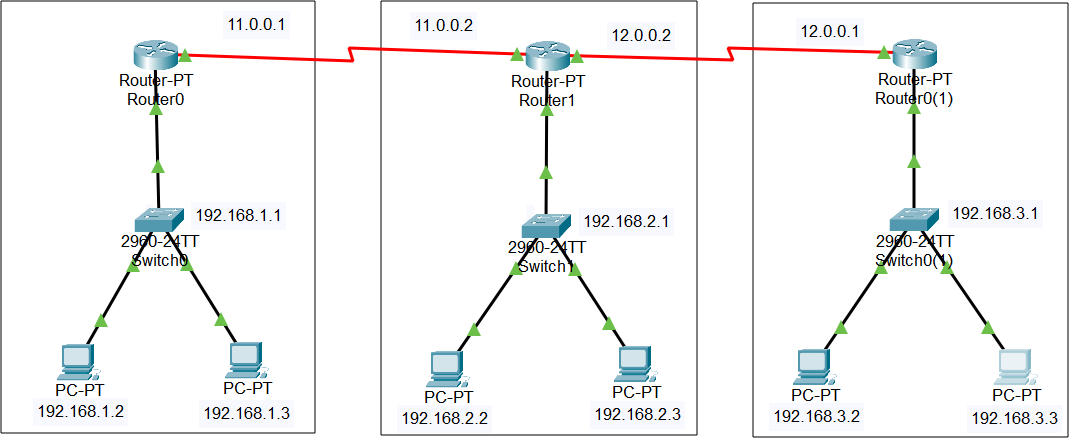 11.0.0.1
11.0.0.2
12.0.0.2
12.0.0.1
Router-PT
Router0
Router-PT
Router1
Router-PT
Router0(1)
192.168.1.1
192.168.2.1
192.168.3.1
2960-24TT
Switch0
2960-24TT
Switch1
2960-24TT
Switch0(1)
PC-PT
192.168.1.2
PC-PT
192.168.1.3
PC-PT
192.168.2.2
PC-PT
192.168.2.3
PC-PT
192.168.3.2
PC-PT
192.168.3.3